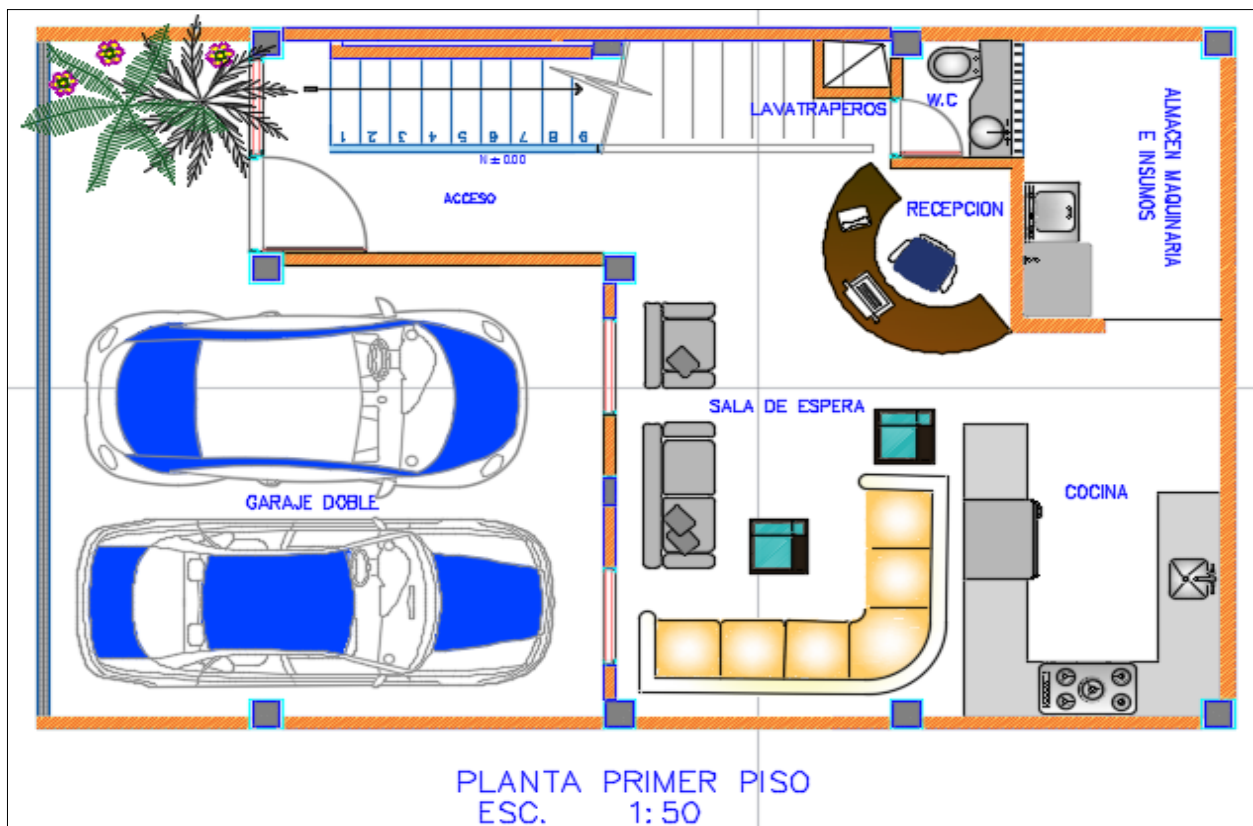 LAVATRAPEROS
W.C
ALMACEN MAQUINARIA
E INSUMOS
1 2 3 4 5 6 7 8 9
N ± 0.00
ACCESO
RECEPCION
SALA DE ESPERA
GARAJE DOBLE
COCINA
PLANTA PRIMER PISO
ESC. 1:50